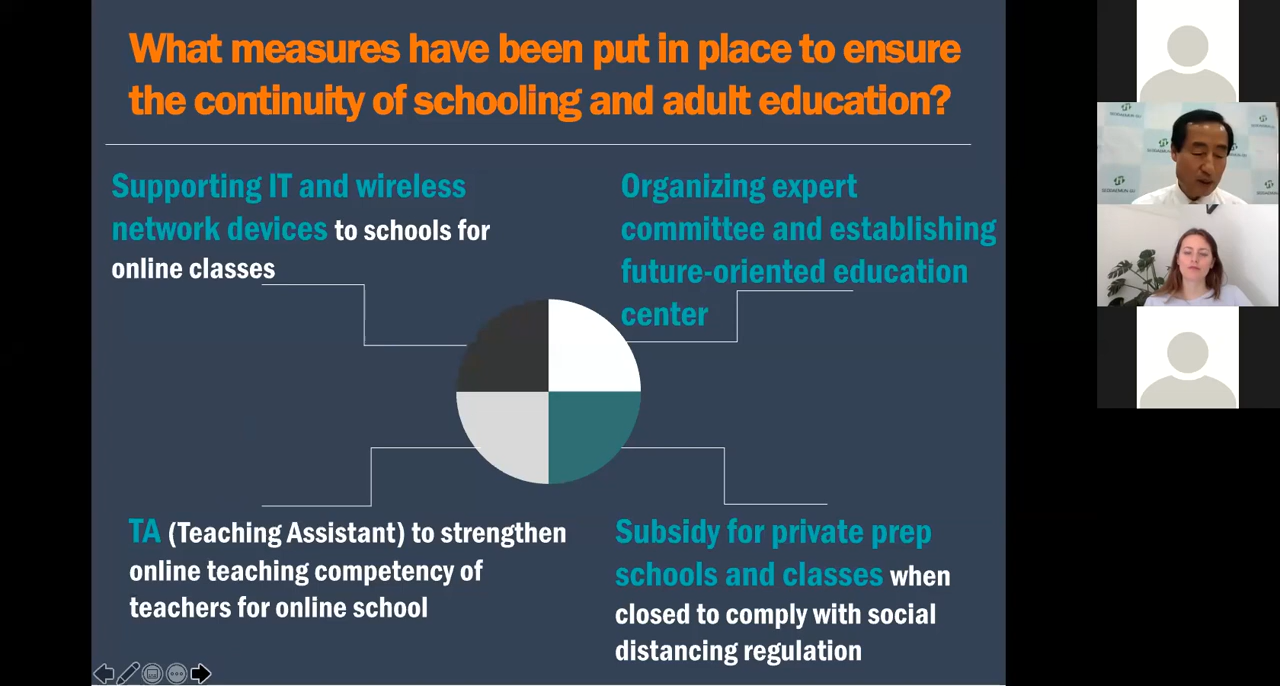 What measures have been put in place to ensure
the continuity of schooling and adult education?
Supporting IT and wireless
network devices to schools for
online classes
Organizing expert
committee and establishing
future-oriented education
center
TA (Teaching Assistant) to strengthen
online teaching competency of
teachers for online school
Subsidy for private prep
schools and classes when
closed to comply with social
distancing regulation